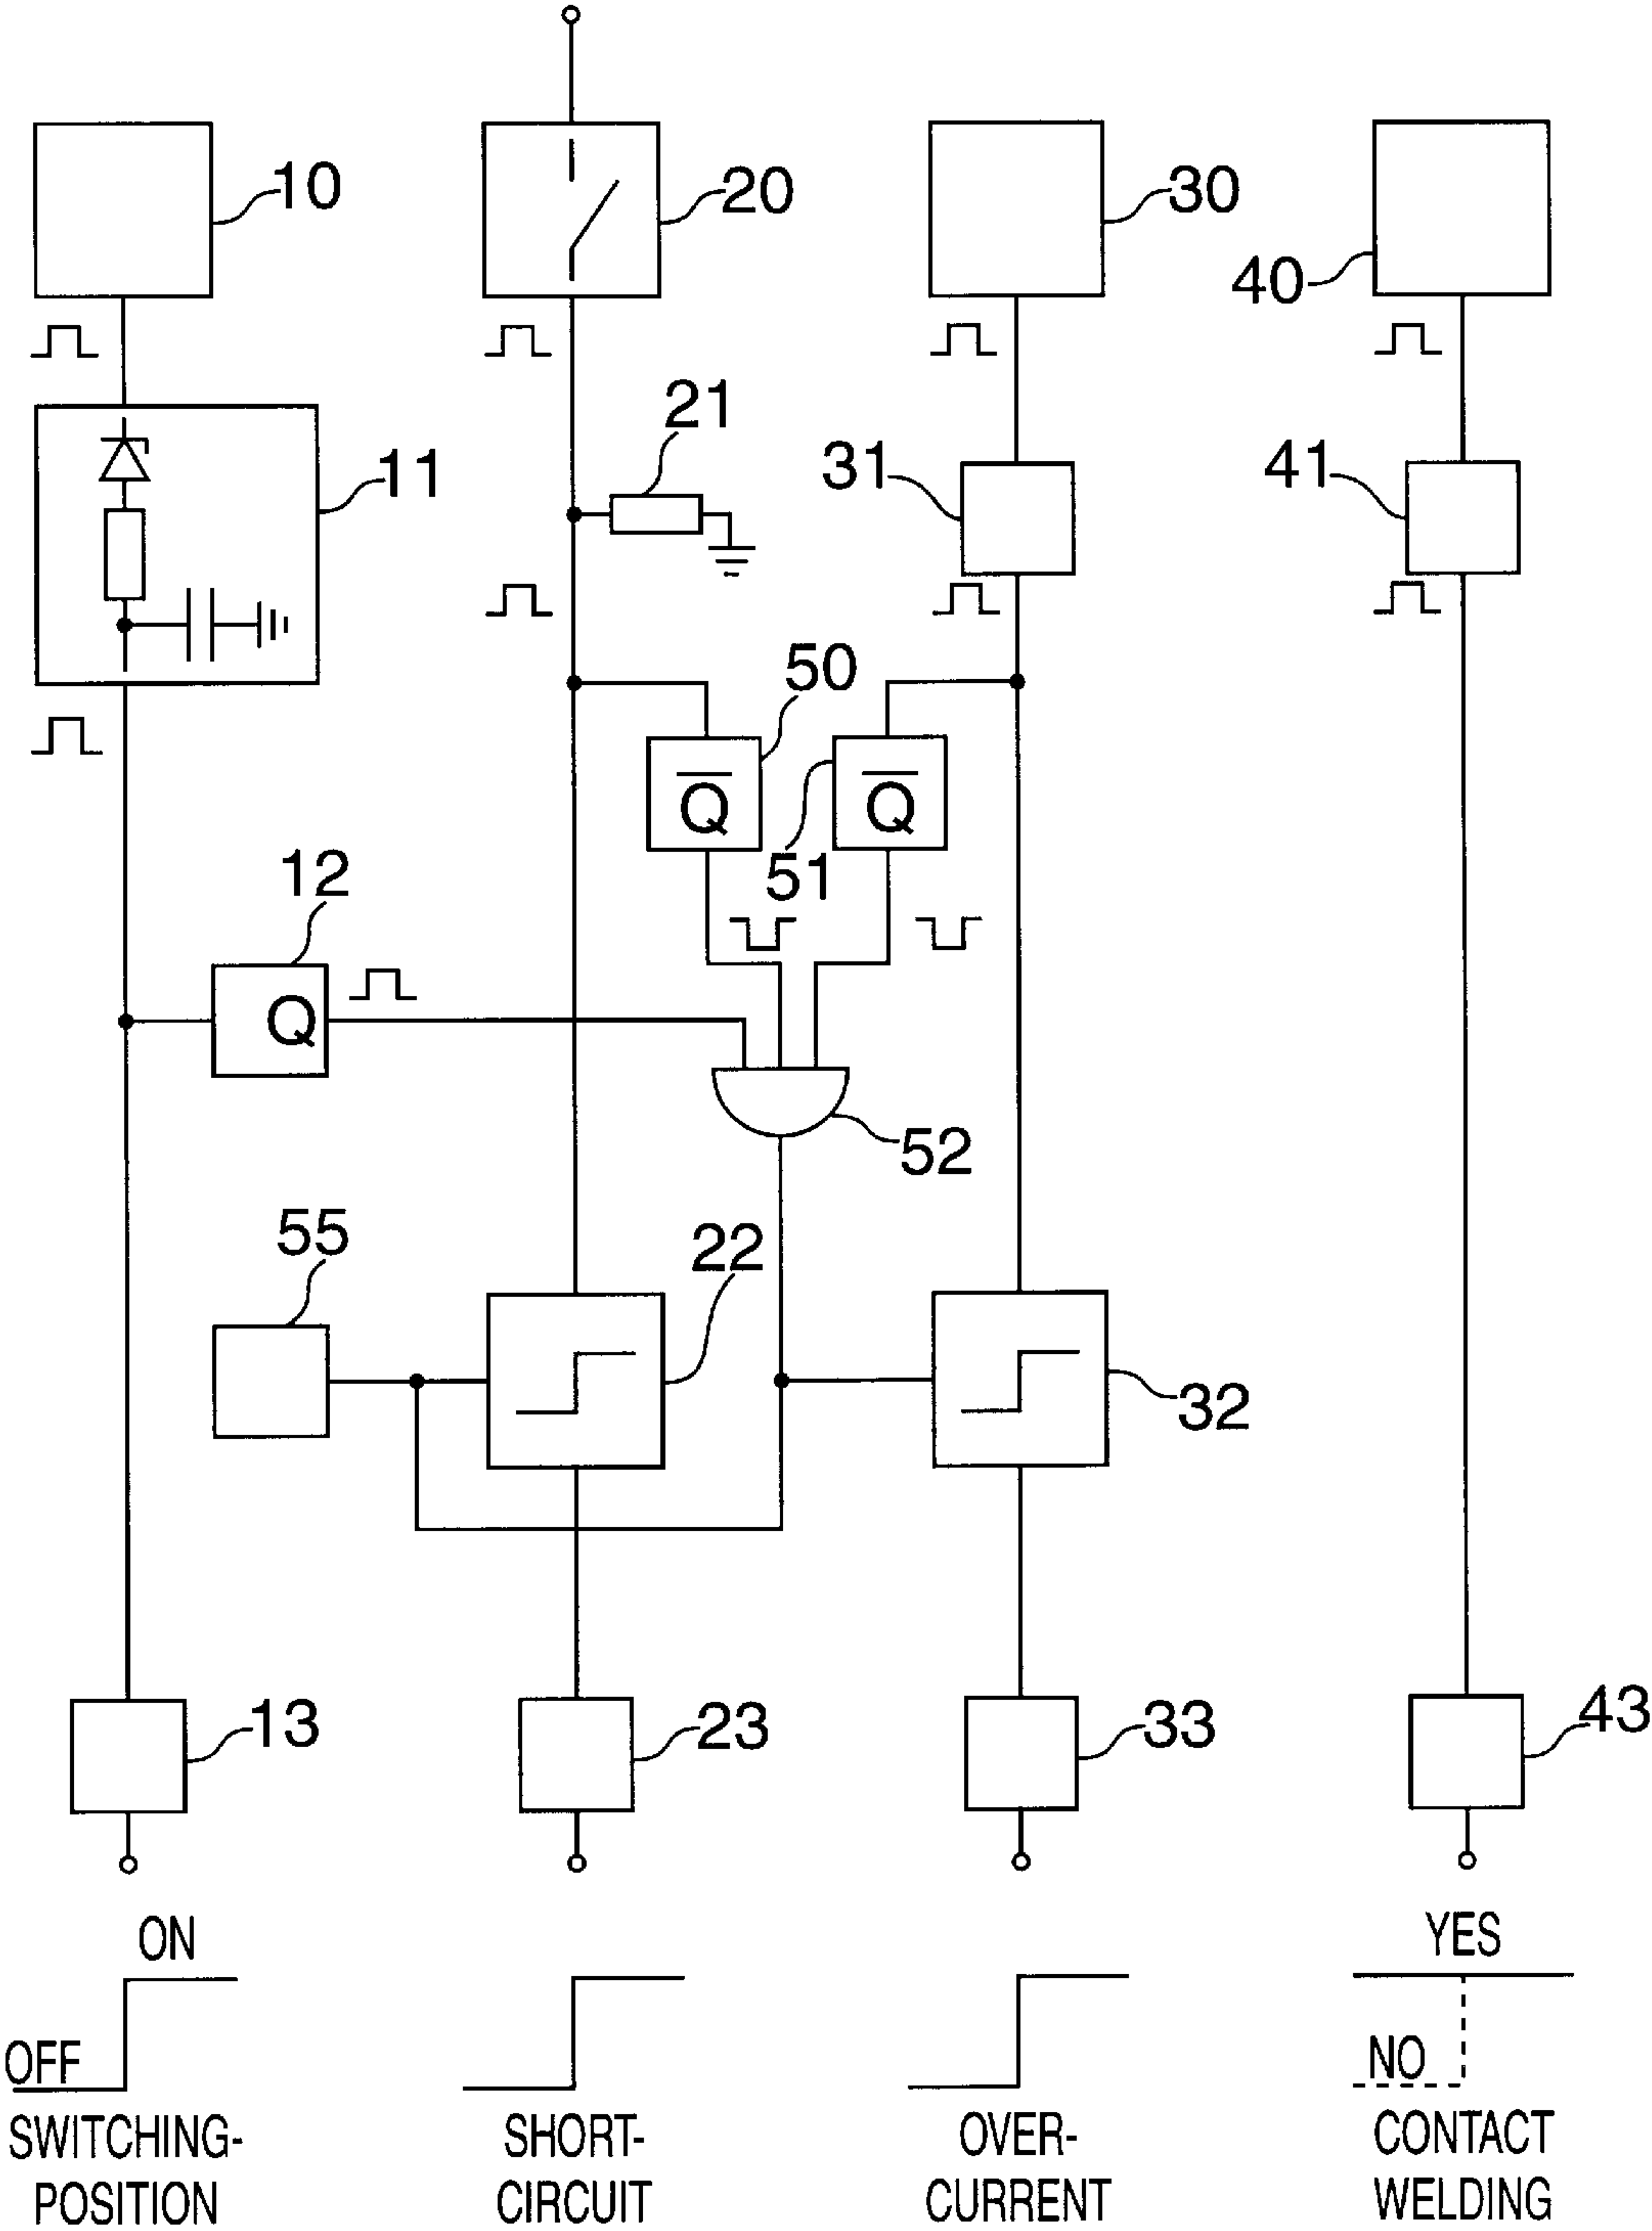 10
20
30
40
21
11
31
41
50
Q
Q
51
12
Q
52
55
22
32
13
23
33
43
ON
YES
OFF
NO
SWITCHING-
POSITION
SHORT-
CIRCUIT
OVER-
CURRENT
CONTACT
WELDING